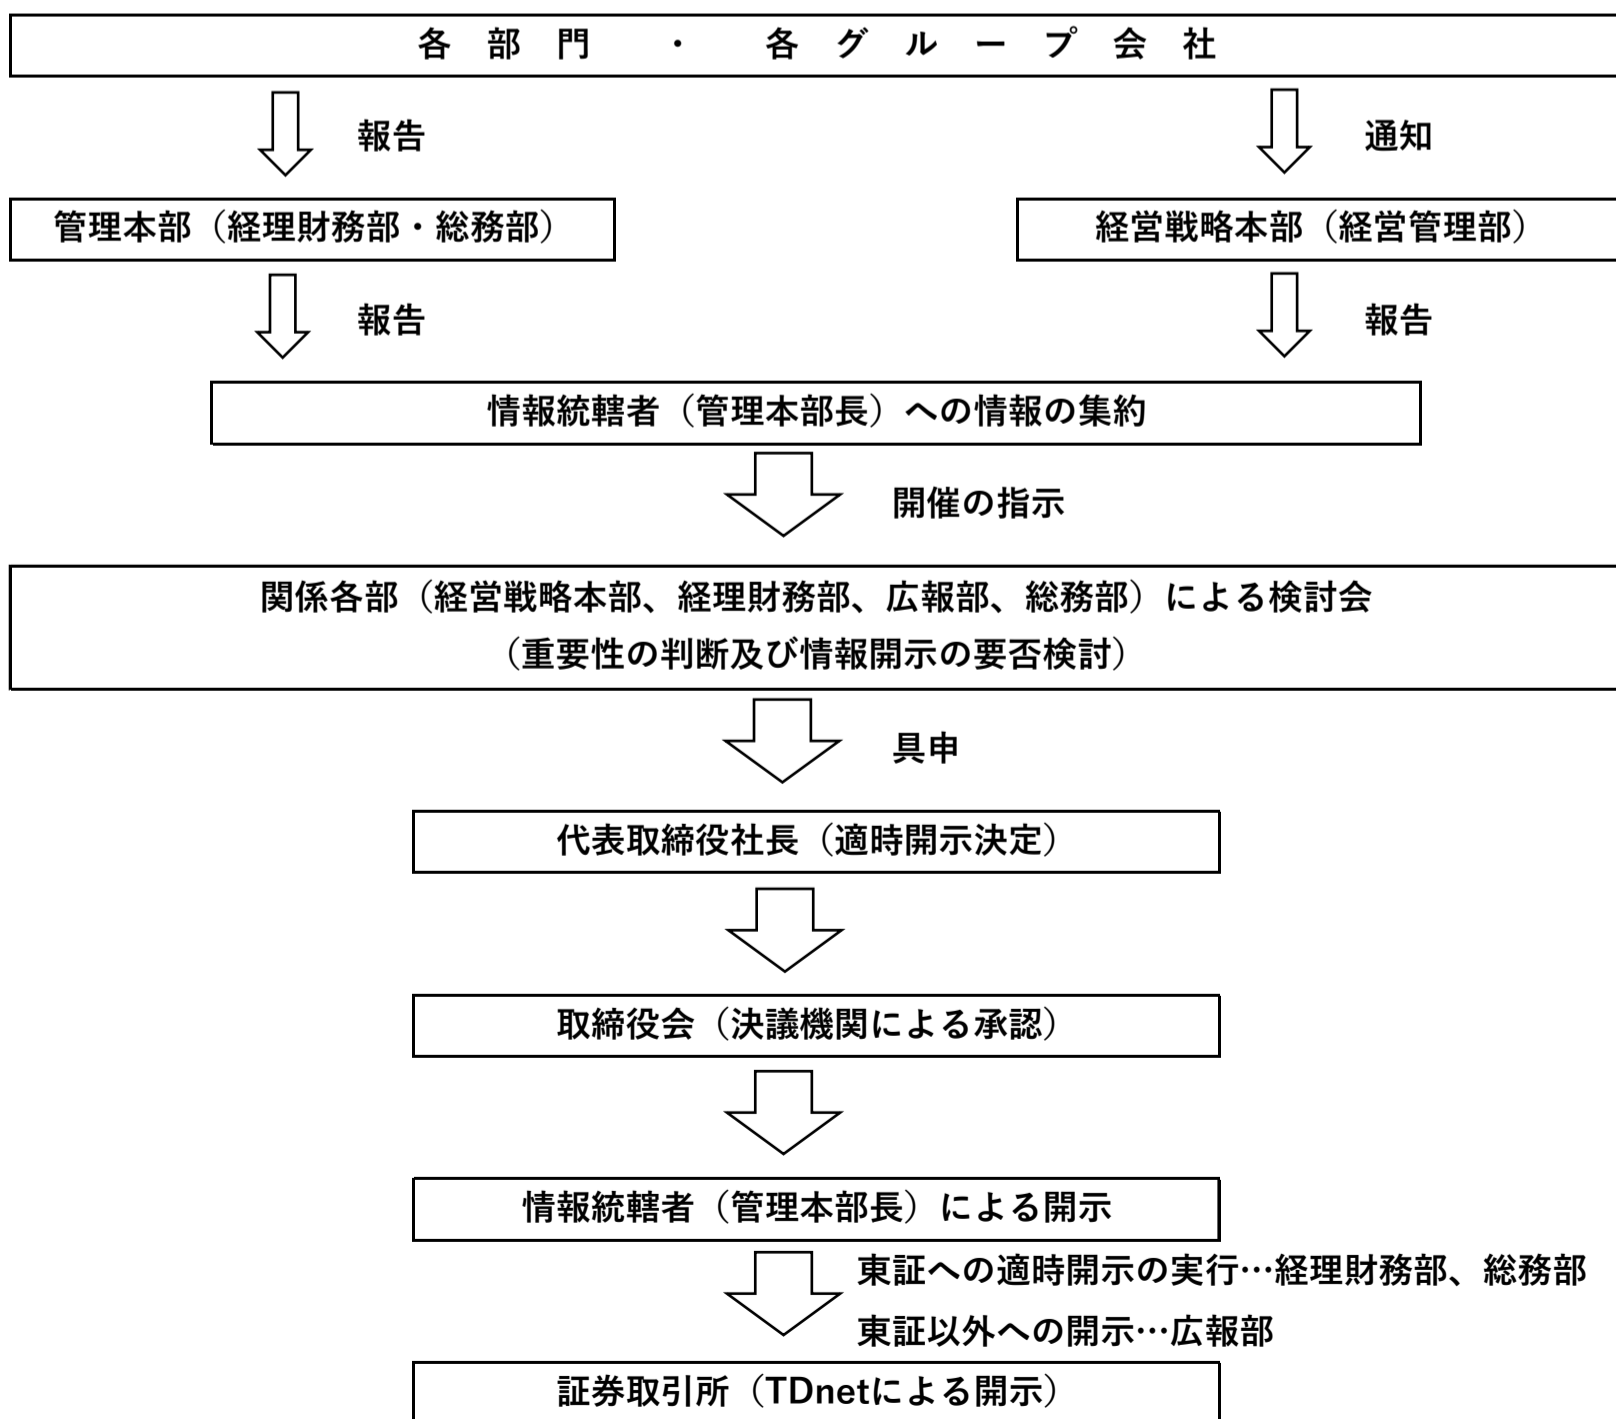 各部門・各グループ会社
報告
通知
管理本部（経理財務部・総務部）
経営戦略本部（経営管理部）
報告
報告
情報統轄者（管理本部長）への情報の集約
開催の指示
関係各部（経営戦略本部、経理財務部、広報部、総務部）による検討会
（重要性の判断及び情報開示の要否検討）
具申
代表取締役社長（適時開示決定）
取締役会（決議機関による承認）
情報統轄者（管理本部長）による開示
東証への適時開示の実行…経理財務部、総務部
東証以外への開示…広報部
証券取引所（TDnetによる開示）